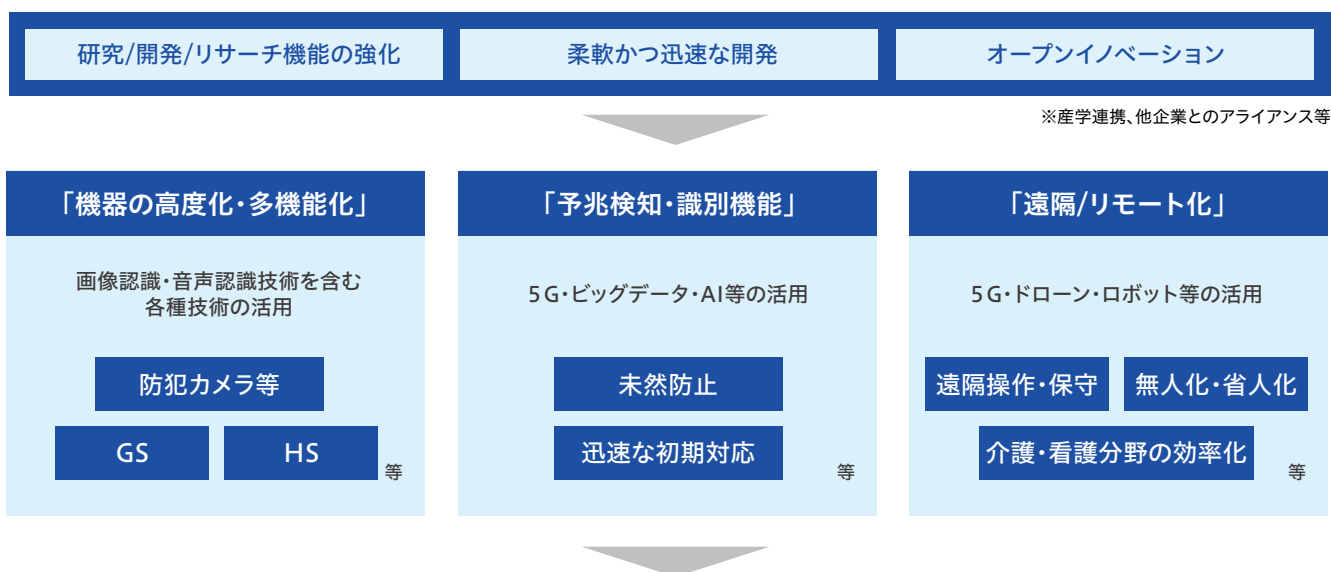 研究/開発/リサーチ機能の強化
柔軟かつ迅速な開発
オープンイノベーション
※産学連携、他企業とのアライアンス等
「機器の高度化・多機能化」
画像認識・音声認識技術を含む
各種技術の活用
防犯カメラ等
GS
HS
等
「予兆検知・識別機能」
5G・ビッグデータ・AI等の活用
未然防止
迅速な初期対応
等
「遠隔/リモート化」
5G・ドローン・ロボット等の活用
遠隔操作・保守
無人化・省人化
介護・看護分野の効率化
等